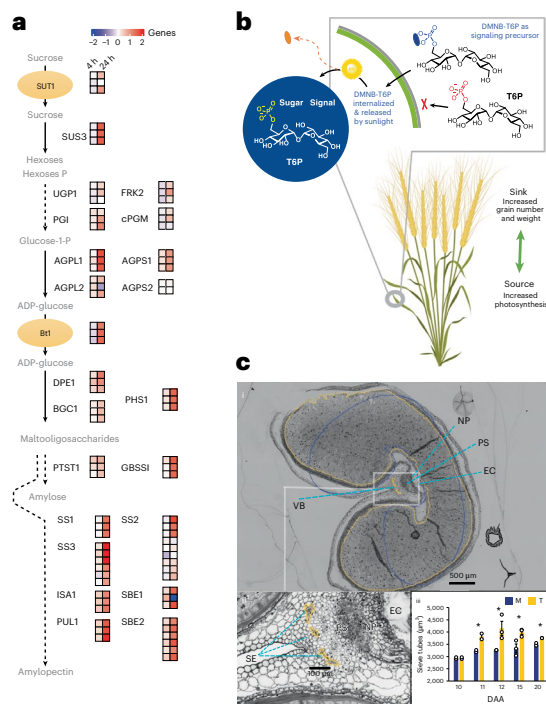 a
−2 −1 0 1 2 Genes
4 h 24 h
Sucrose
SUT1
Sucrose
SUS3
Hexoses
Hexoses P
UGP1 FRK2
PGI cPGM
Glucose-1-P
AGPL1 AGPS1
AGPL2 AGPS2
ADP-glucose
Bt1
ADP-glucose
DPE1
PHS1
BGC1
Maltooligosaccharides
PTST1 GBSSI
Amylose
SS1 SS2
SS3
ISA1 SBE1
PUL1 SBE2
Amylopectin
b
DMNB-T6P as
signaling precursor
T6P
DMNB-T6P
internalized
& released
by sunlight
Sugar Signal
T6P
Sink
Increased
grain number
and weight
Source
Increased
photosynthesis
c
i
NP
PS
EC
VB
500 μm
EC
NP
SE
100 μm
iii
M T
Sieve tubes (μm²)
5,000
4,500
4,000
3,500
3,000
2,500
2,000
* * * *
10 11 12 15 20
DAA